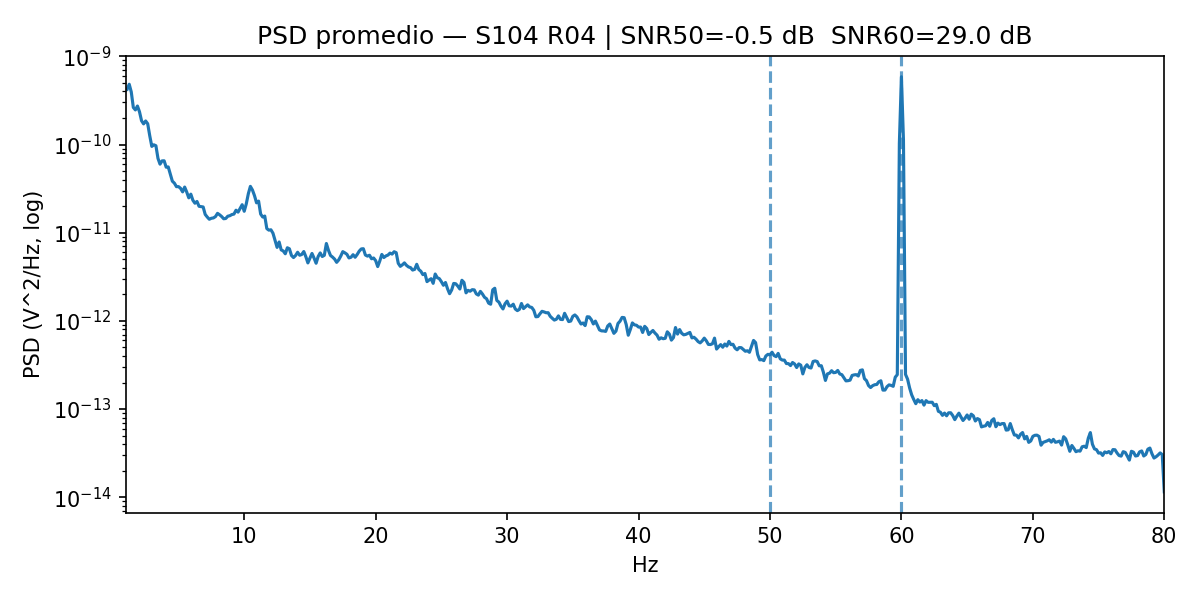 PSD promedio — S104 R04 | SNR50=-0.5 dB  SNR60=29.0 dB
PSD (V^2/Hz, log)
10⁻⁹
10⁻¹⁰
10⁻¹¹
10⁻¹²
10⁻¹³
10⁻¹⁴
10 20 30 40 50 60 70 80
Hz